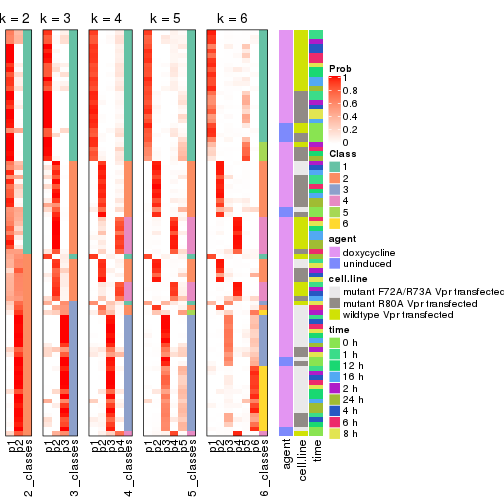 k = 2 k = 3 k = 4 k = 5 k = 6
Prob
1
0.8
0.6
0.4
0.2
0
Class
1
2
3
4
5
6
agent
doxycycline
uninduced
cell.line
mutant F72A/R73A Vpr transfected
mutant R80A Vpr transfected
wildtype Vpr transfected
time
0 h
1 h
12 h
16 h
2 h
24 h
4 h
6 h
8 h
p1 p2 2_classes p1 p2 p3 3_classes p1 p2 p3 p4 4_classes p1 p2 p3 p4 p5 5_classes p1 p2 p3 p4 p5 p6 6_classes agent cell.line time